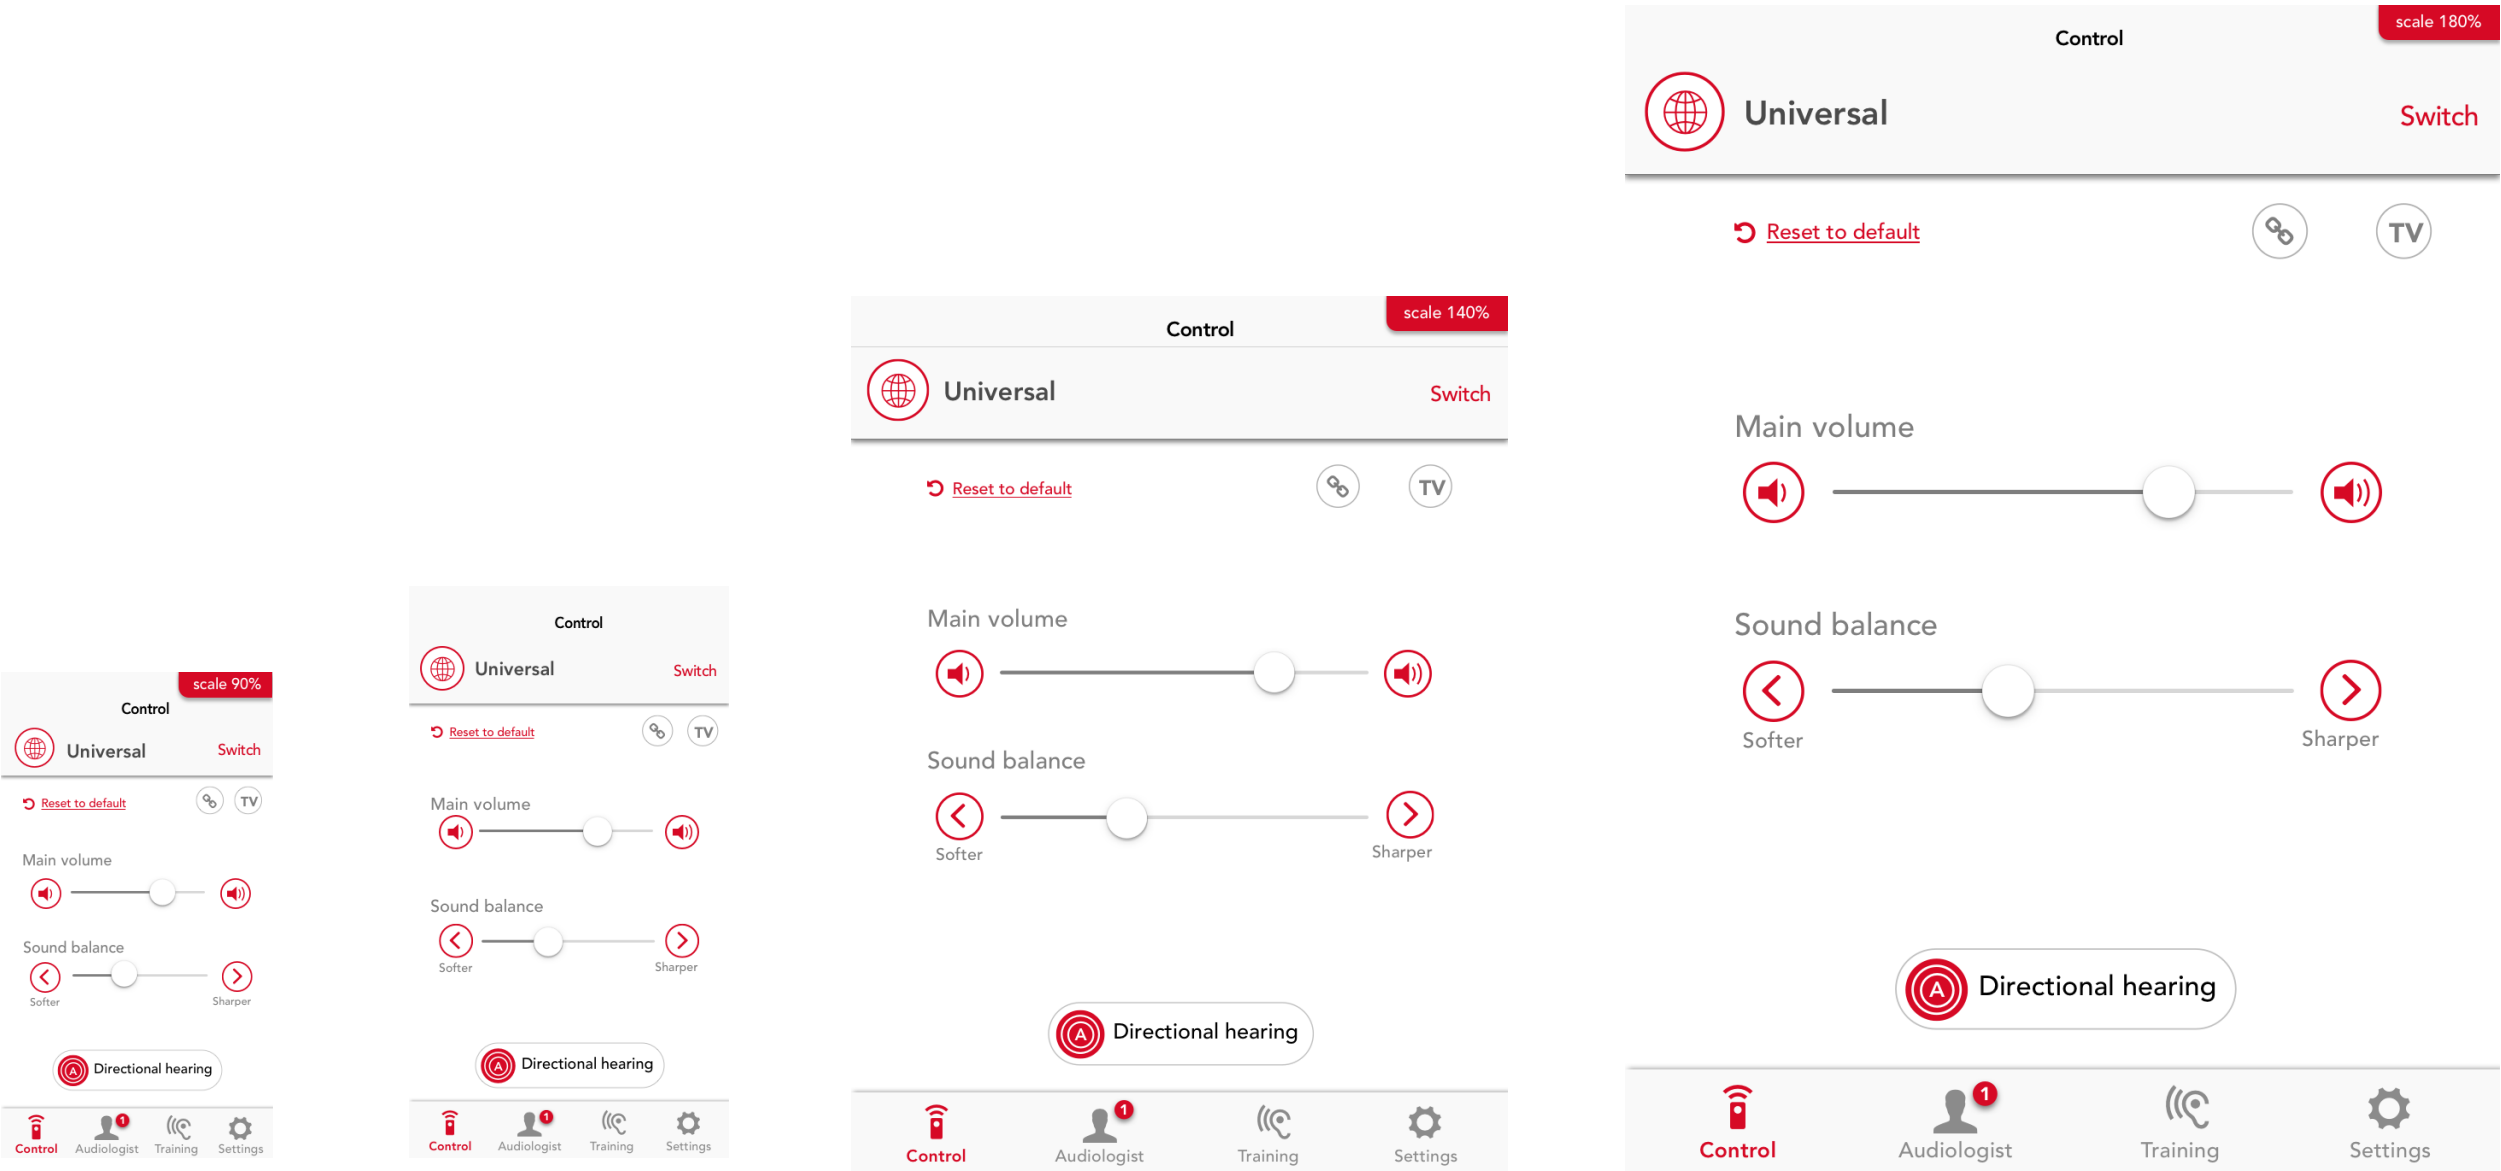 scale 90%
Control
Universal
Switch
Reset to default
TV
Main volume
Sound balance
Softer
Sharper
A
Directional hearing
1
Control
Audiologist
Training
Settings
Control
Universal
Switch
Reset to default
TV
Main volume
Sound balance
Softer
Sharper
A
Directional hearing
1
Control
Audiologist
Training
Settings
scale 140%
Control
Universal
Switch
Reset to default
TV
Main volume
Sound balance
Softer
Sharper
A
Directional hearing
1
Control
Audiologist
Training
Settings
scale 180%
Control
Universal
Switch
Reset to default
TV
Main volume
Sound balance
Softer
Sharper
A
Directional hearing
1
Control
Audiologist
Training
Settings